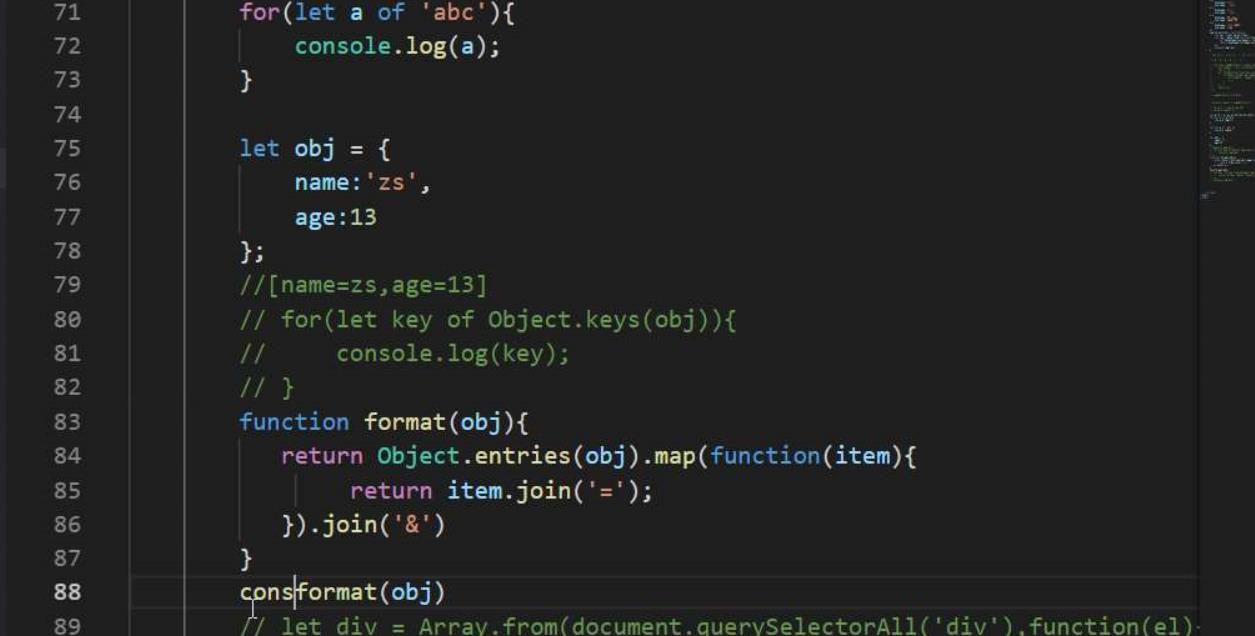 71 for(let a of 'abc'){
72 console.log(a);
73 }
74
75 let obj = {
76 name:'zs',
77 age:13
78 };
79 //[name=zs,age=13]
80 // for(let key of Object.keys(obj)){
81 //     console.log(key);
82 // }
83 function format(obj){
84 return Object.entries(obj).map(function(item){
85 return item.join('=');
86 }).join('&')
87 }
88 consformat(obj)
89 // let div = Array.from(document.querySelectorAll('div'),function(el)